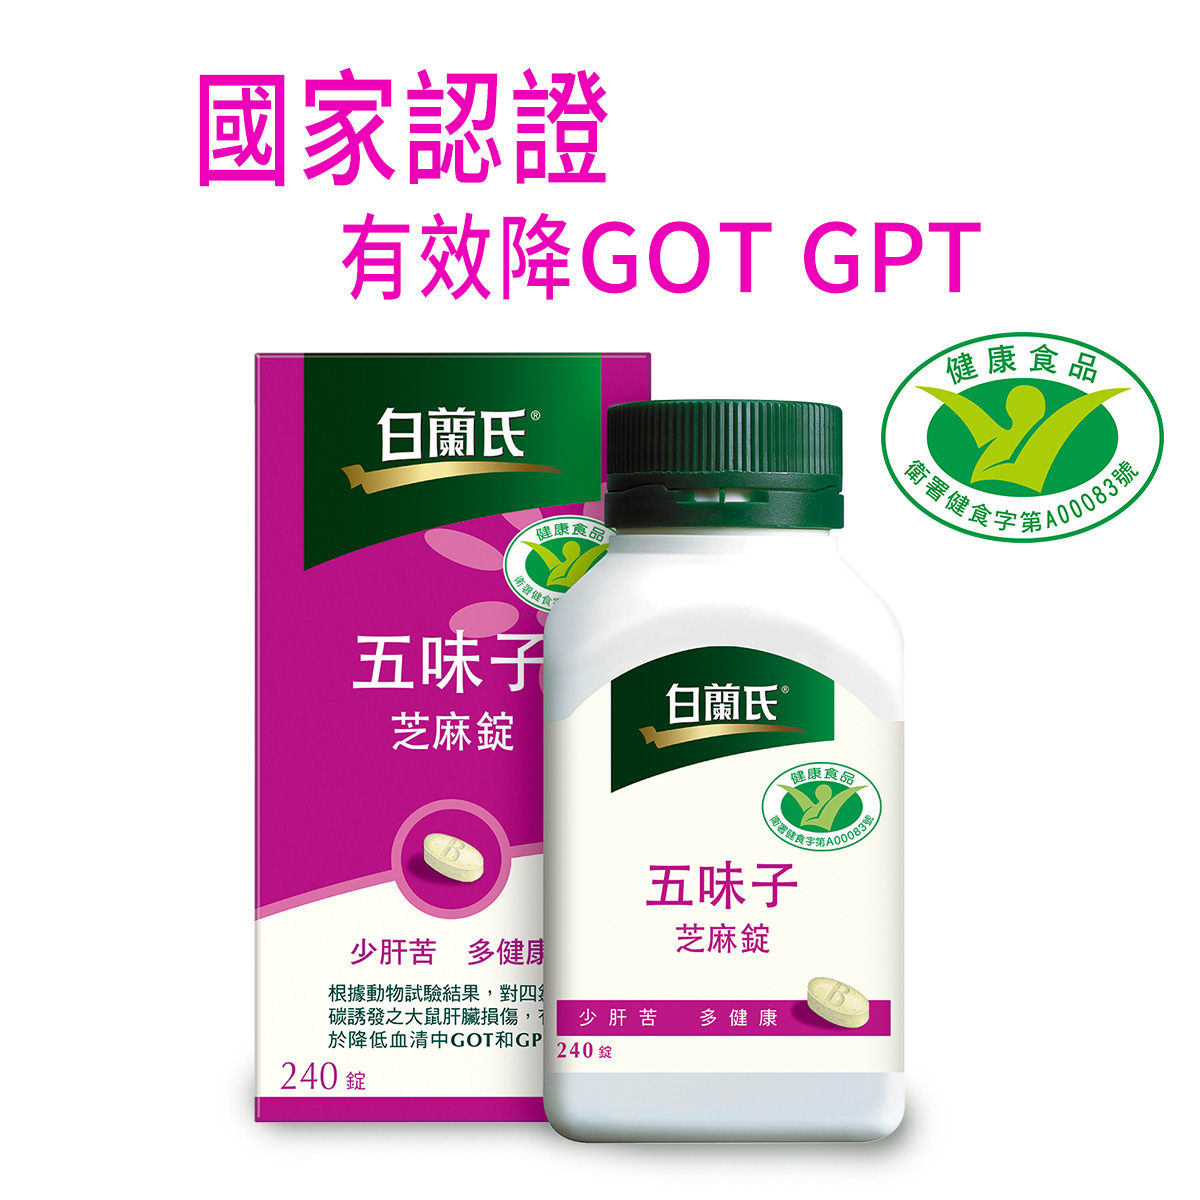 國家認證
有效降GOT GPT
健康食品
衛署健食字第A00083號
白蘭氏®
健康食品
衛署健食字
五味子
芝麻錠
少肝苦 多健康
根據動物試驗結果，對四氯
碳誘發之大鼠肝臟損傷，
於降低血清中GOT和GP
240 錠
白蘭氏®
健康食品
衛署健食字第A00083號
五味子
芝麻錠
B
少肝苦 多健康
240 錠